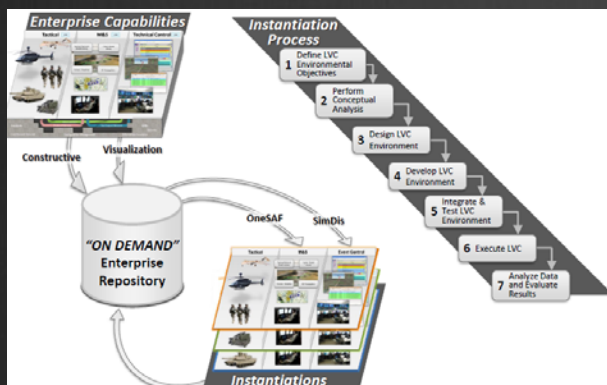 Enterprise Capabilities
Tactical
M&S
Technical Control
Constructive
Visualization
"ON DEMAND"
Enterprise
Repository
OneSAF
SimDis
Tactical
M&S
Event Control
Instantiations
Instantiation
Process
1 Define LVC
Environmental
Objectives
2 Perform
Conceptual
Analysis
3 Design LVC
Environment
4 Develop LVC
Environment
5 Integrate &
Test LVC
Environment
6 Execute LVC
7 Analyze Data
and Evaluate
Results